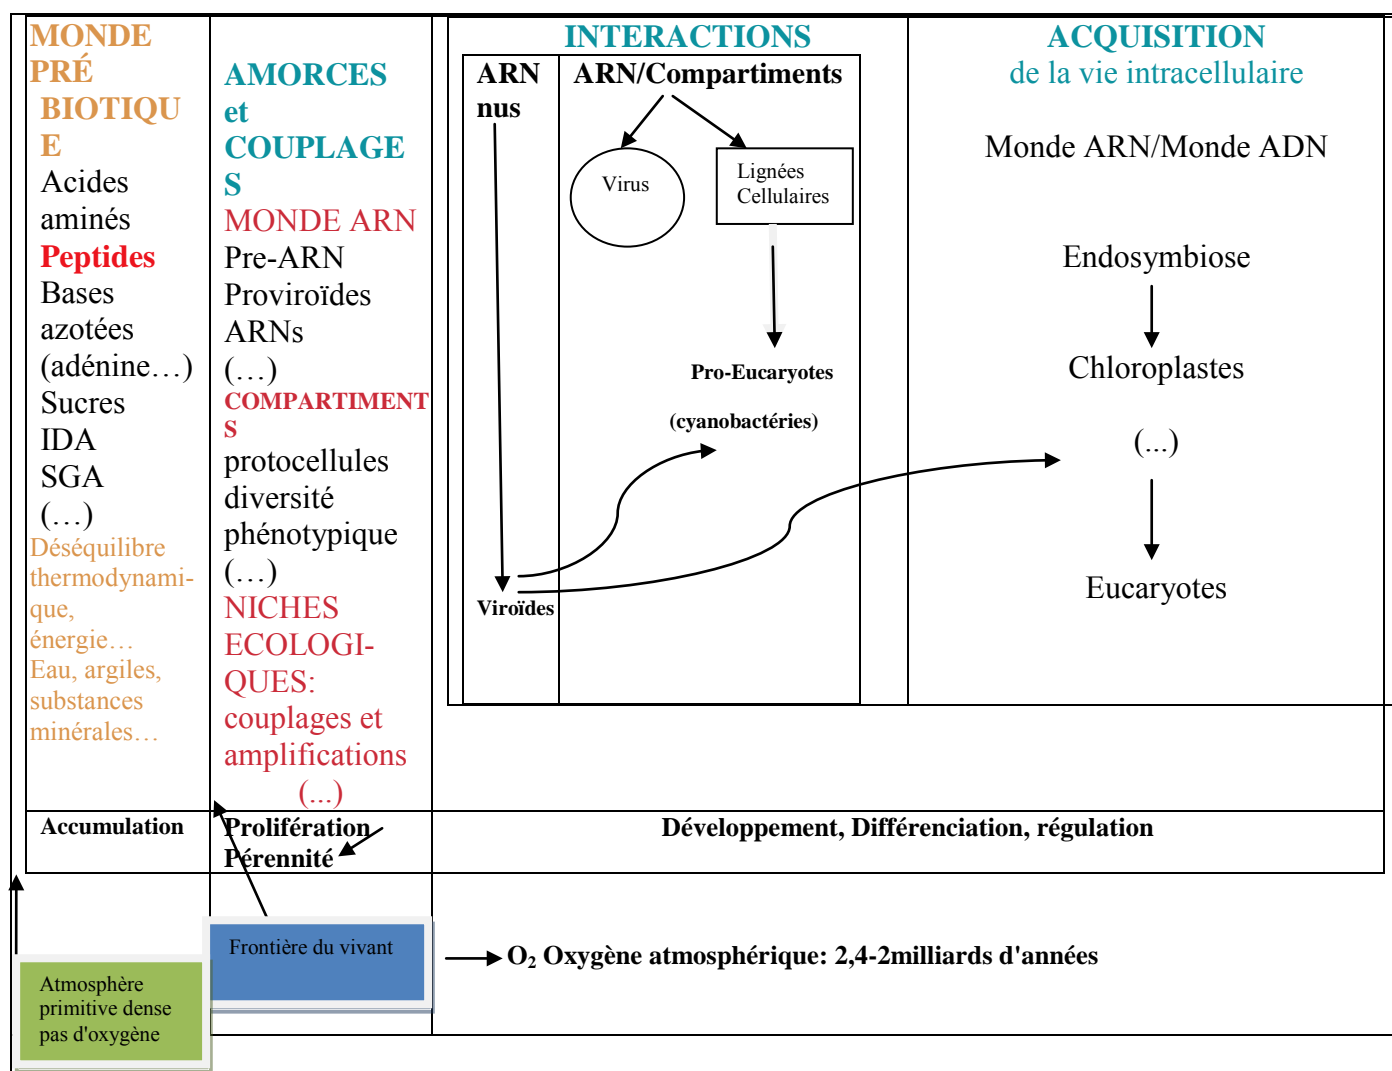 MONDE
PRÉ
BIOTIQU
E
Acides
aminés
Peptides
Bases
azotées
(adénine…)
Sucres
IDA
SGA
(…)
Déséquilibre
thermodynami-
que,
énergie…
Eau, argiles,
substances
minérales…
AMORCES
et
COUPLAGE
S
MONDE ARN
Pre-ARN
Proviroïdes
ARNs
(…)
COMPARTIMENT
S
protocellules
diversité
phénotypique
(…)
NICHES
ECOLOGI-
QUES:
couplages et
amplifications
(...)
INTERACTIONS
ARN
nus
Viroïdes
ARN/Compartiments
Virus
Lignées
Cellulaires
Pro-Eucaryotes
(cyanobactéries)
ACQUISITION
de la vie intracellulaire
Monde ARN/Monde ADN
Endosymbiose
Chloroplastes
(...)
Eucaryotes
Accumulation
Prolifération
Pérennité
Développement, Différenciation, régulation
Frontière du vivant
O₂ Oxygène atmosphérique: 2,4-2milliards d'années
Atmosphère
primitive dense
pas d'oxygène